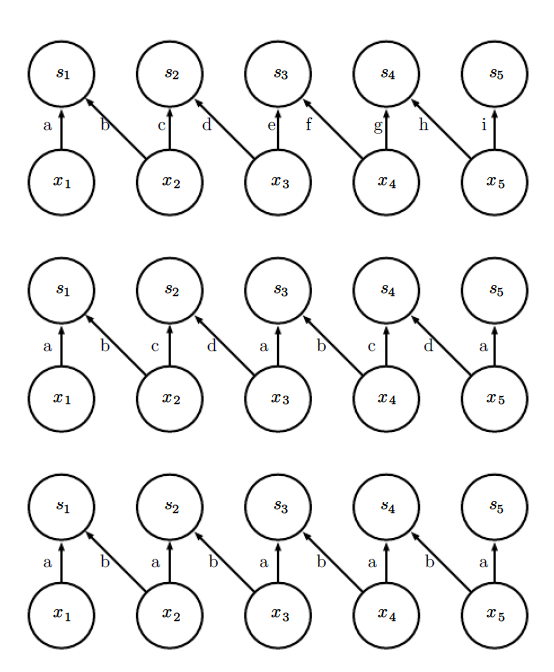 s1 s2 s3 s4 s5
a b c d e f g h i
x1 x2 x3 x4 x5
s1 s2 s3 s4 s5
a b c d a b c d a
x1 x2 x3 x4 x5
s1 s2 s3 s4 s5
a b a b a b a b a
x1 x2 x3 x4 x5